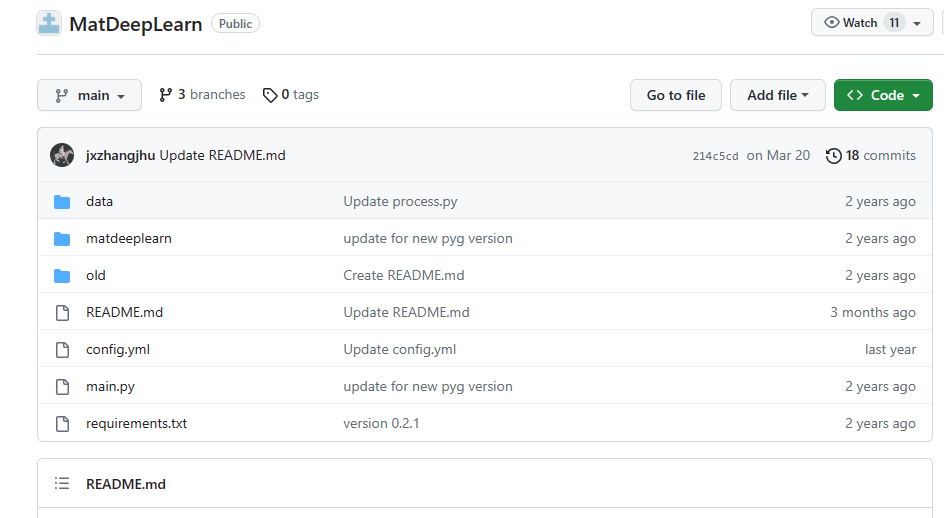 MatDeepLearn Public Watch 11
main 3 branches 0 tags Go to file Add file Code
jxzhangjhu Update README.md 214c5cd on Mar 20 18 commits
data Update process.py 2 years ago
matdeeplearn update for new pyg version 2 years ago
old Create README.md 2 years ago
README.md Update README.md 3 months ago
config.yml Update config.yml last year
main.py update for new pyg version 2 years ago
requirements.txt version 0.2.1 2 years ago
README.md